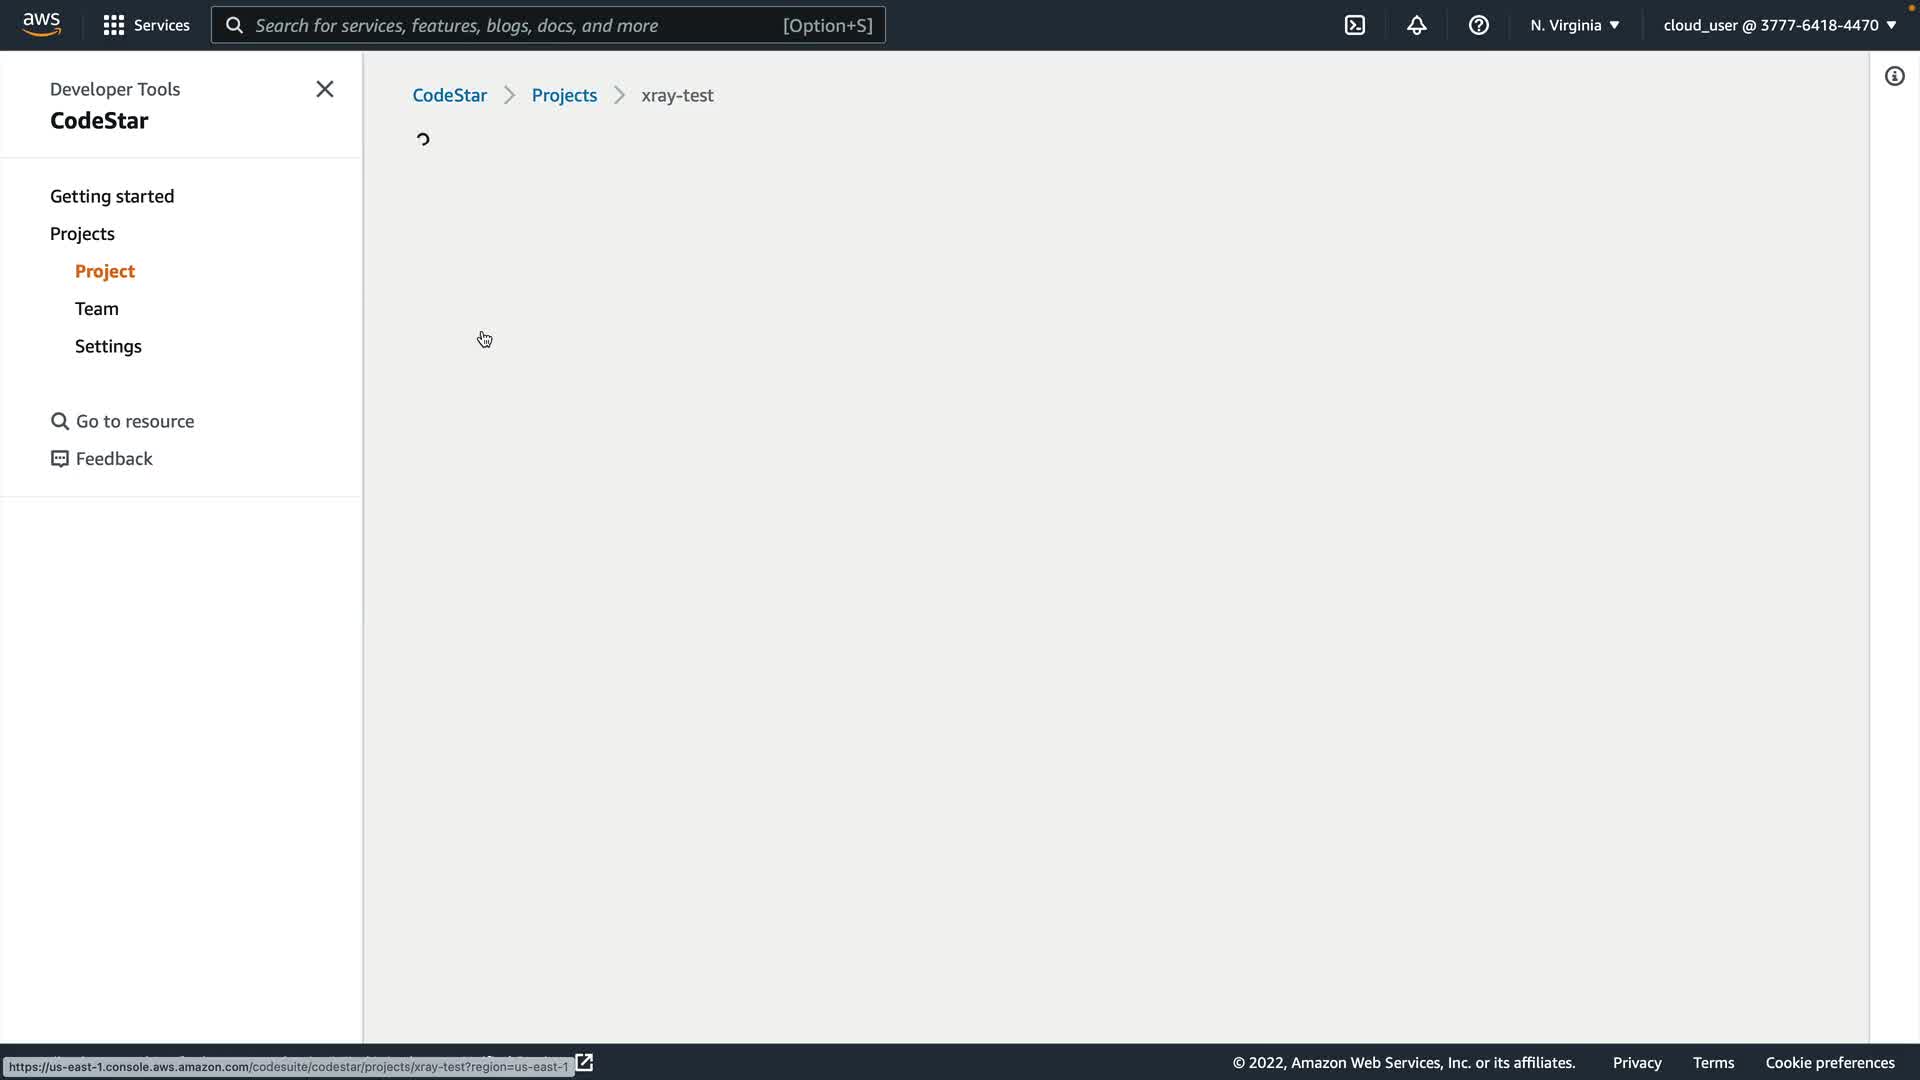 aws
Services
Search for services, features, blogs, docs, and more
[Option+S]
N. Virginia
cloud_user @ 3777-6418-4470
Developer Tools
CodeStar
Getting started
Projects
Project
Team
Settings
Go to resource
Feedback
CodeStar
Projects
xray-test
https://us-east-1.console.aws.amazon.com/codesuite/codestar/projects/xray-test?region=us-east-1
© 2022, Amazon Web Services, Inc. or its affiliates.
Privacy
Terms
Cookie preferences